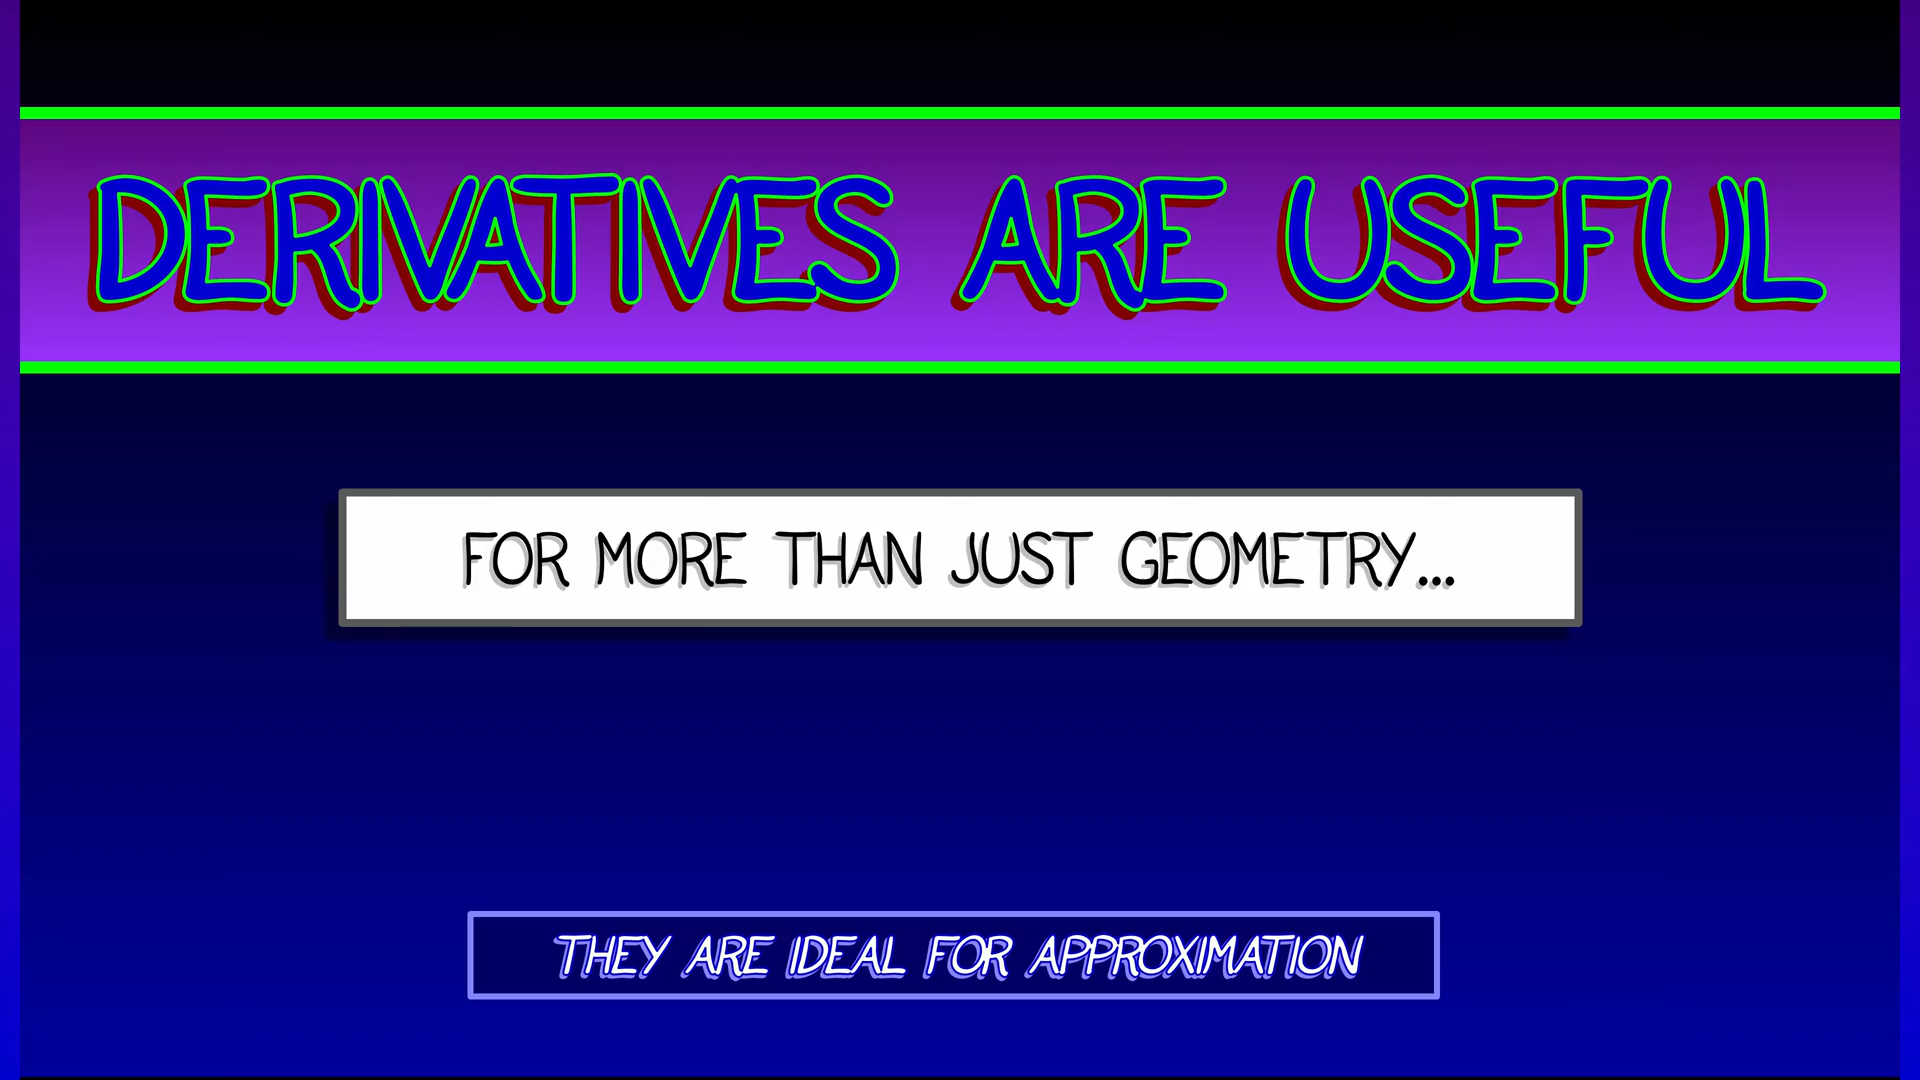 DERIVATIVES ARE USEFUL
FOR MORE THAN JUST GEOMETRY...
THEY ARE IDEAL FOR APPROXIMATION